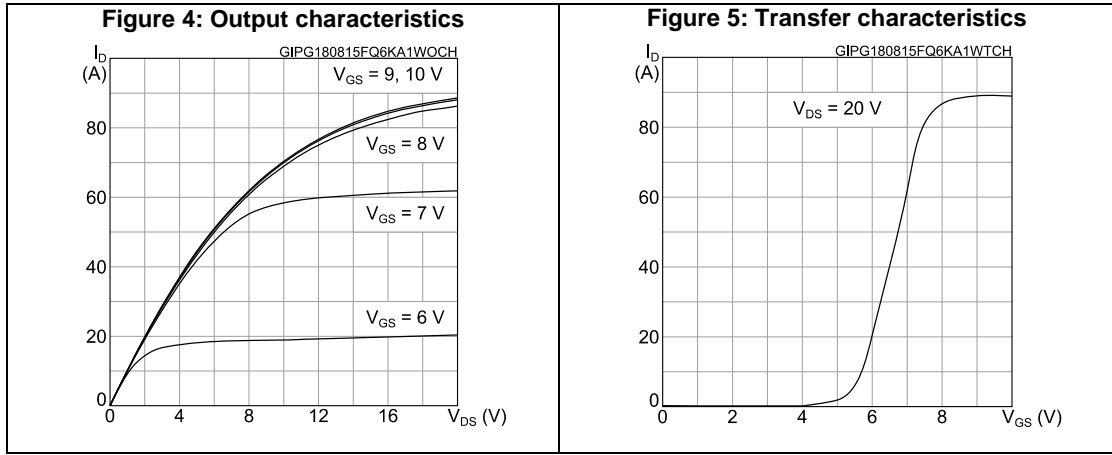 Figure 4: Output characteristics
GIPG180815FQ6KA1WOCH
I_D
(A)
V_GS = 9, 10 V
80
V_GS = 8 V
60
V_GS = 7 V
40
20
V_GS = 6 V
0
0 4 8 12 16 V_DS (V)
Figure 5: Transfer characteristics
GIPG180815FQ6KA1WTCH
I_D
(A)
V_DS = 20 V
80
60
40
20
0
0 2 4 6 8 V_GS (V)